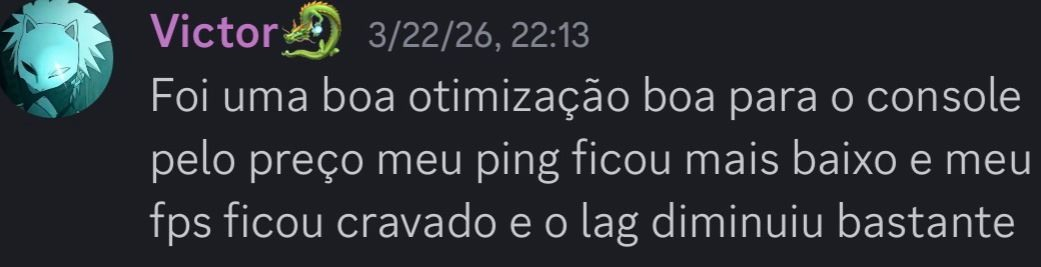 Victor🐉 3/22/26, 22:13
Foi uma boa otimização boa para o console
pelo preço meu ping ficou mais baixo e meu
fps ficou cravado e o lag diminuiu bastante